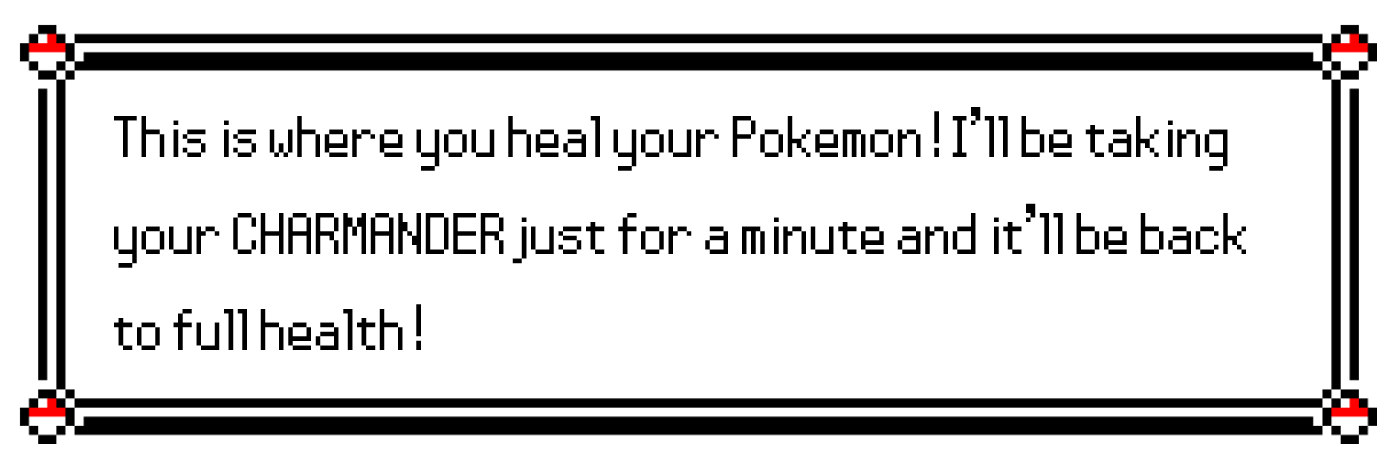 This is where you heal your Pokemon! I'll be taking
your CHARMANDER just for a minute and it'll be back
to full health!